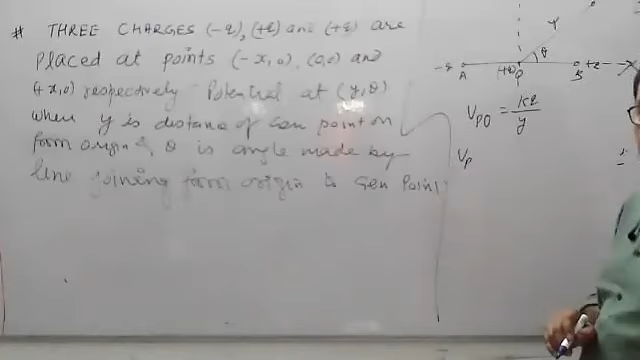 # THREE CHARGES (-q), (+q) and (+q) are
Placed at points (-x,0), (0,0) and
(+x,0) respectively. Potential at (y,θ)
when y is distance of Gen point on
form origin & θ is angle made by
line joining form origin to Gen Point
r
θ
-q A (+q) O B +q
V_PO = kq/y
V_P